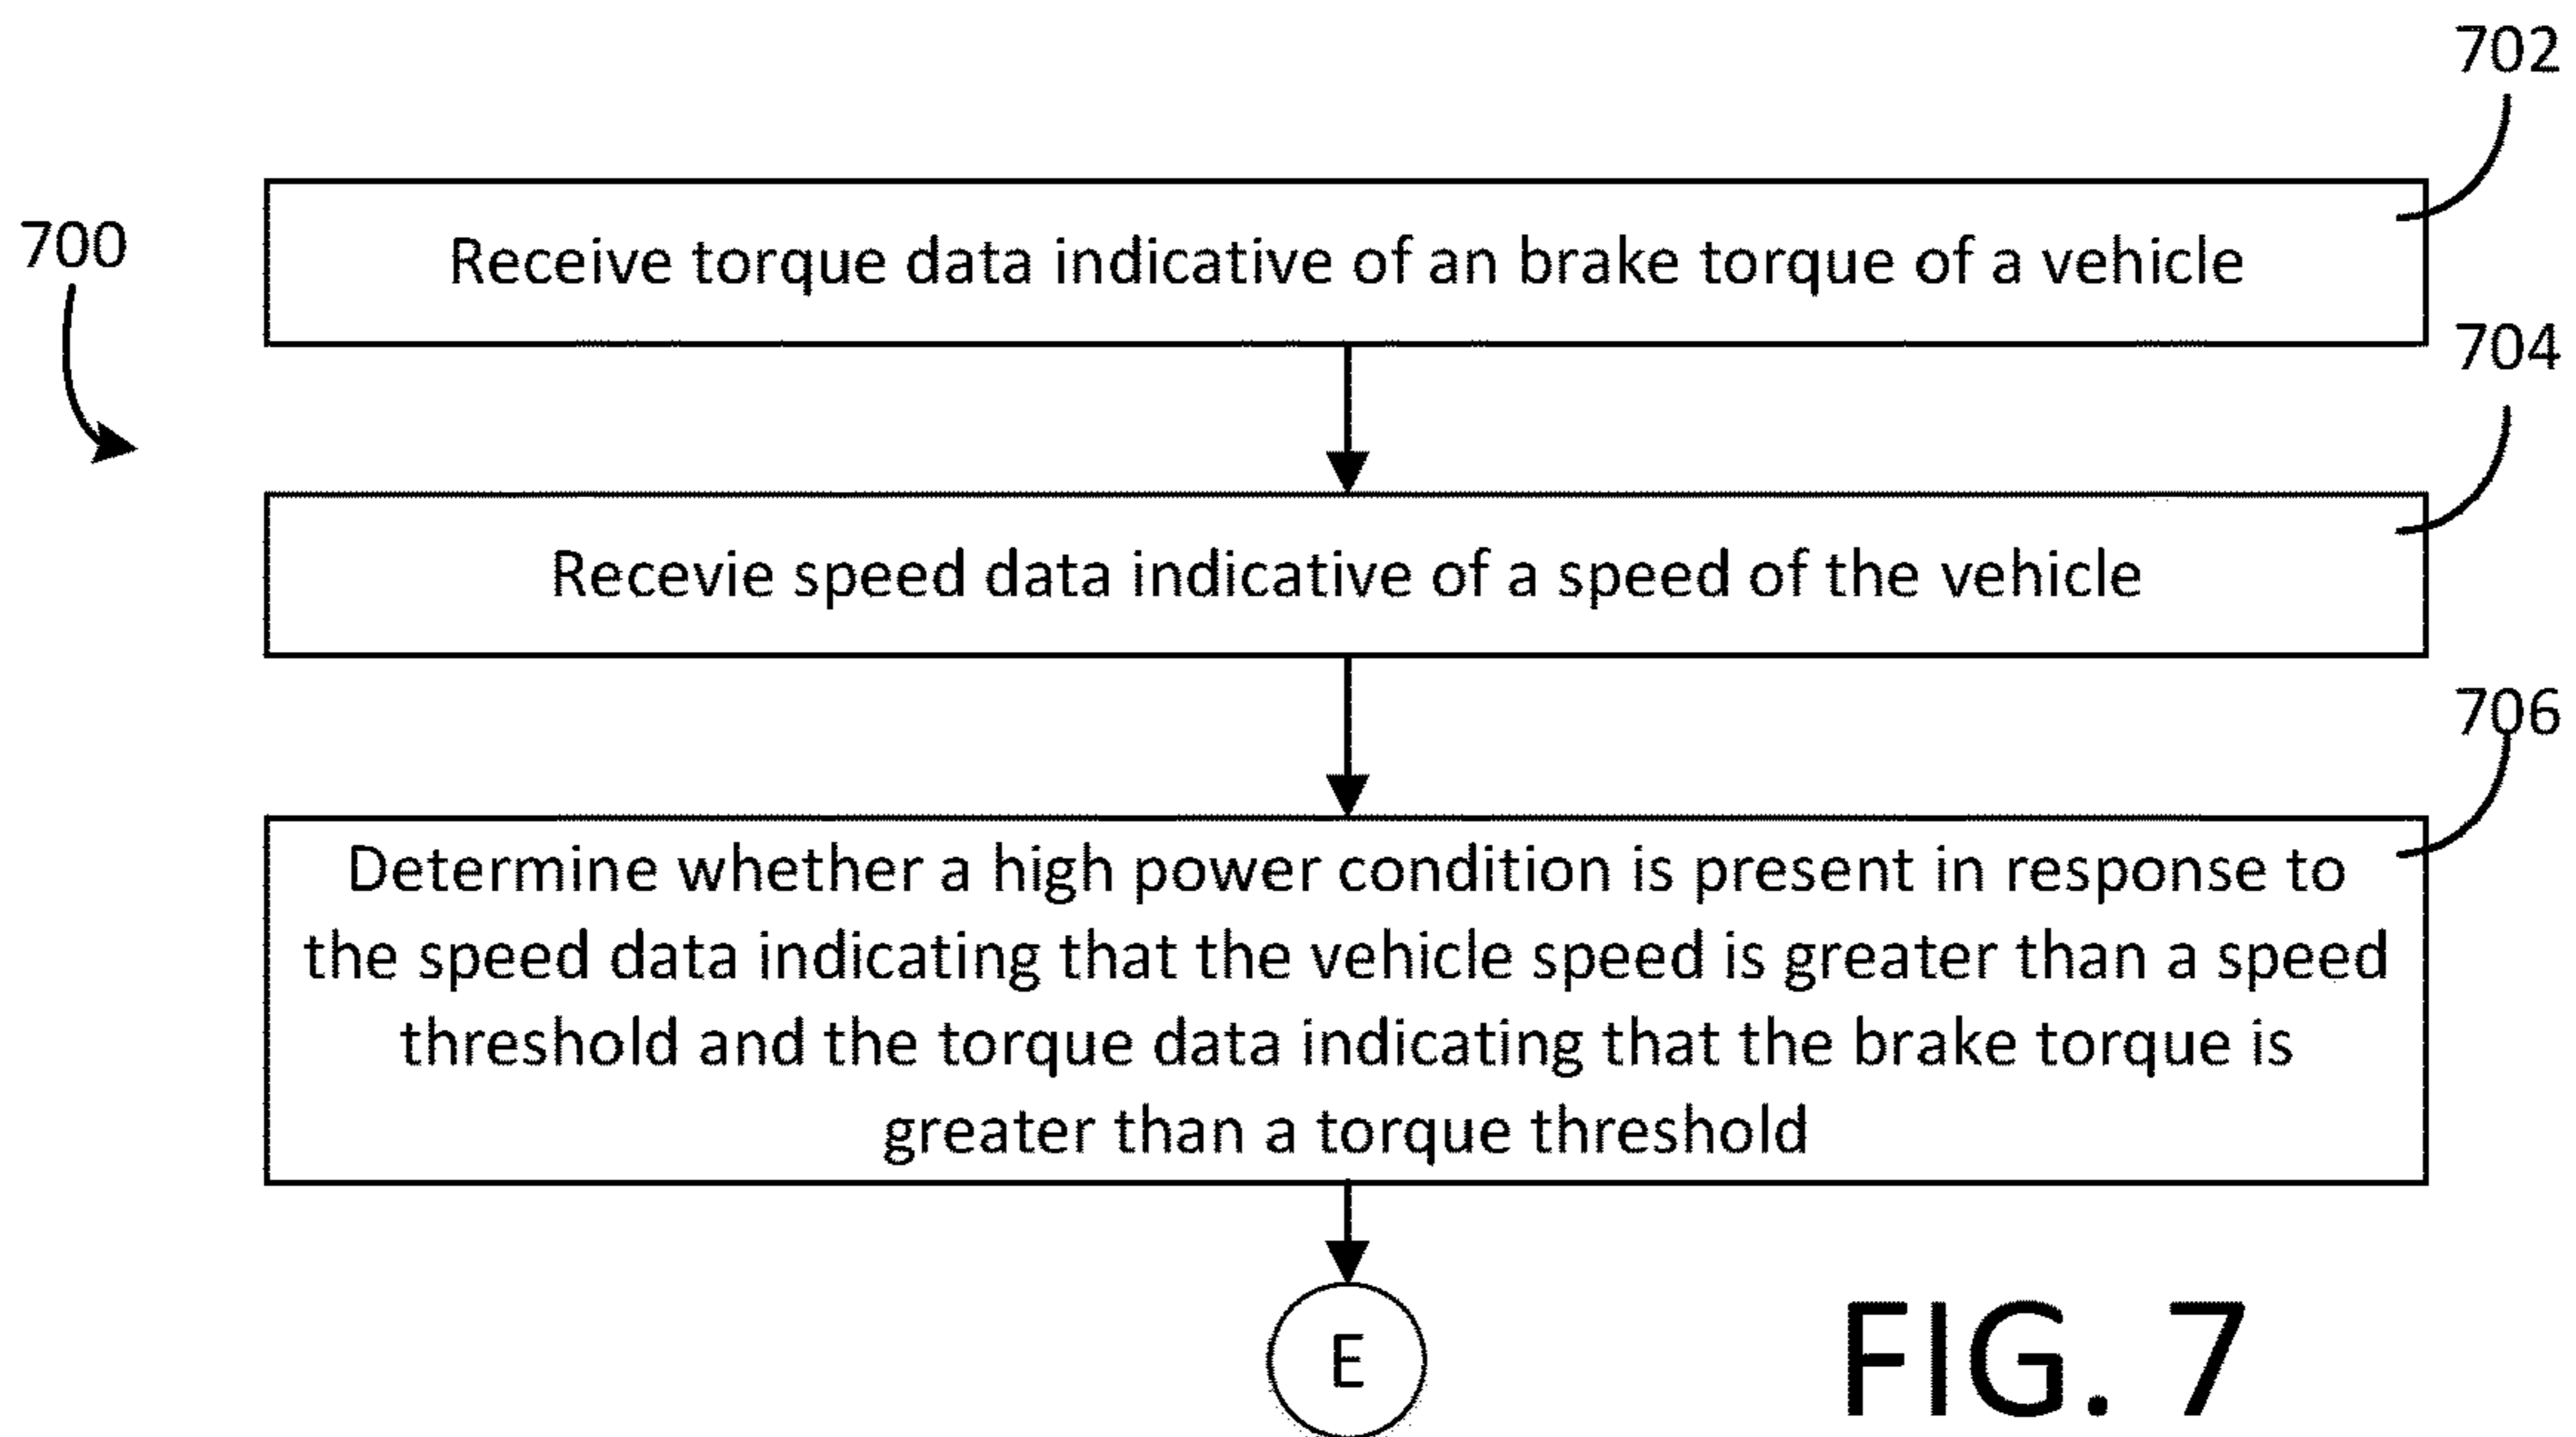 702
700
Receive torque data indicative of an brake torque of a vehicle
704
Recevie speed data indicative of a speed of the vehicle
706
Determine whether a high power condition is present in response to
the speed data indicating that the vehicle speed is greater than a speed
threshold and the torque data indicating that the brake torque is
greater than a torque threshold
E
FIG. 7